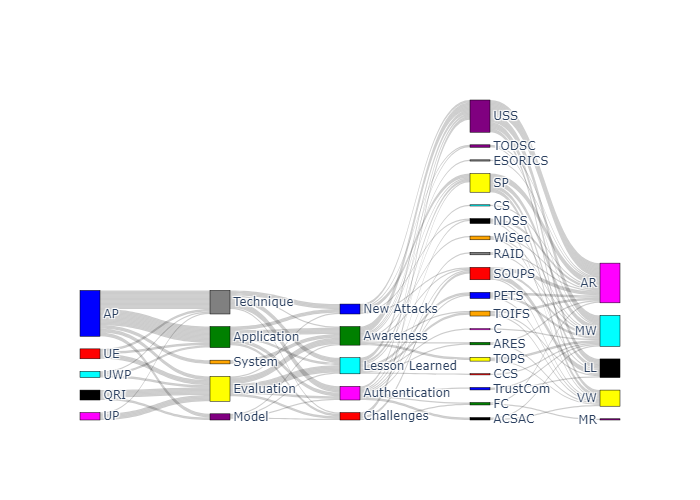 AP
UE
UWP
QRI
UP
Technique
Application
System
Evaluation
Model
New Attacks
Awareness
Lesson Learned
Authentication
Challenges
USS
TODSC
ESORICS
SP
CS
NDSS
WiSec
RAID
SOUPS
PETS
TOIFS
C
ARES
TOPS
CCS
TrustCom
FC
ACSAC
AR
MW
LL
VW
MR